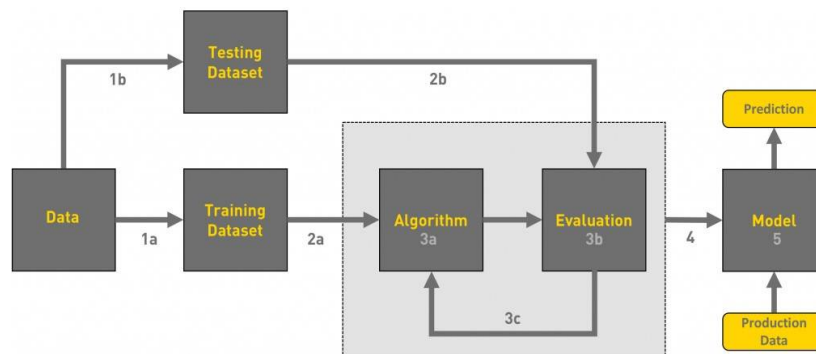 Testing
Dataset
1b
2b
Prediction
Data
1a
Training
Dataset
2a
Algorithm
3a
Evaluation
3b
4
Model
5
3c
Production
Data